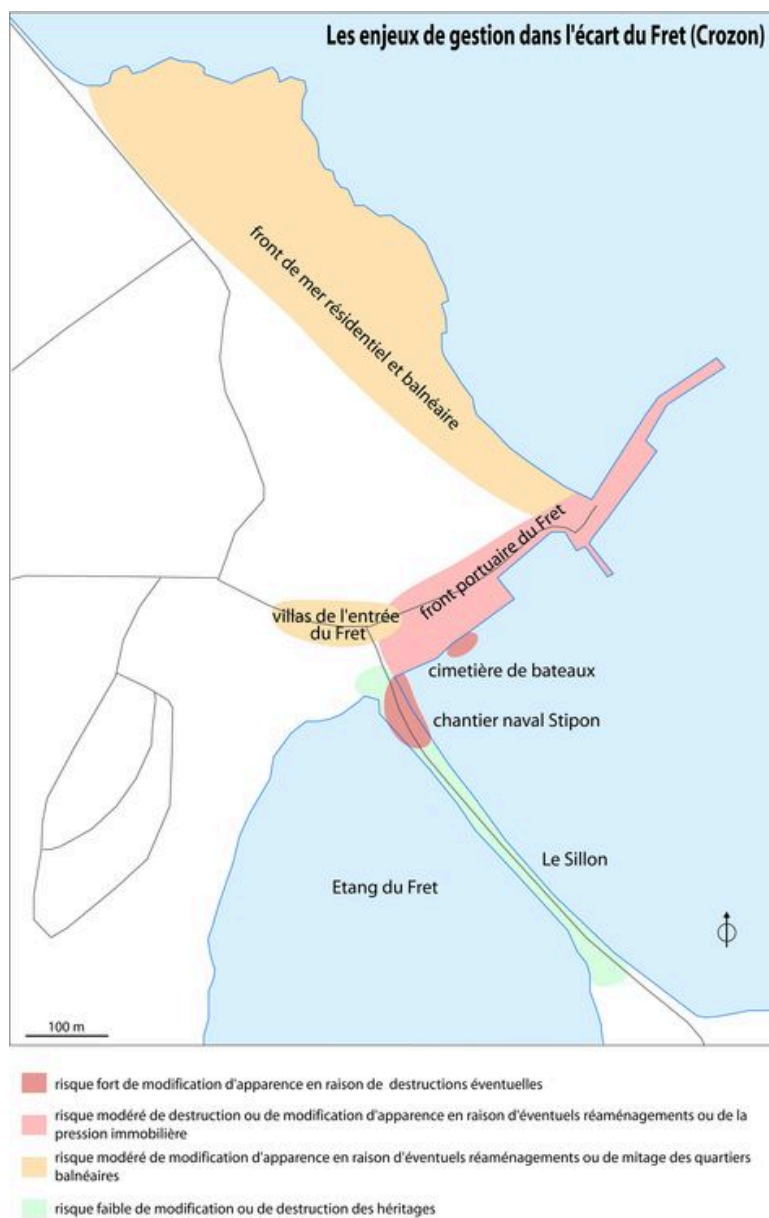 Les enjeux de gestion dans l'écart du Fret (Crozon)
front de mer résidentiel et balnéaire
front portuaire du Fret
villas de l'entrée
du Fret
cimetière de bateaux
chantier naval Stipon
Le Sillon
Etang du Fret
100 m
risque fort de modification d'apparence en raison de destructions éventuelles
risque modéré de destruction ou de modification d'apparence en raison d'éventuels réaménagements ou de la
pression immobilière
risque modéré de modification d'apparence en raison d'éventuels réaménagements ou de mitage des quartiers
balnéaires
risque faible de modification ou de destruction des héritages